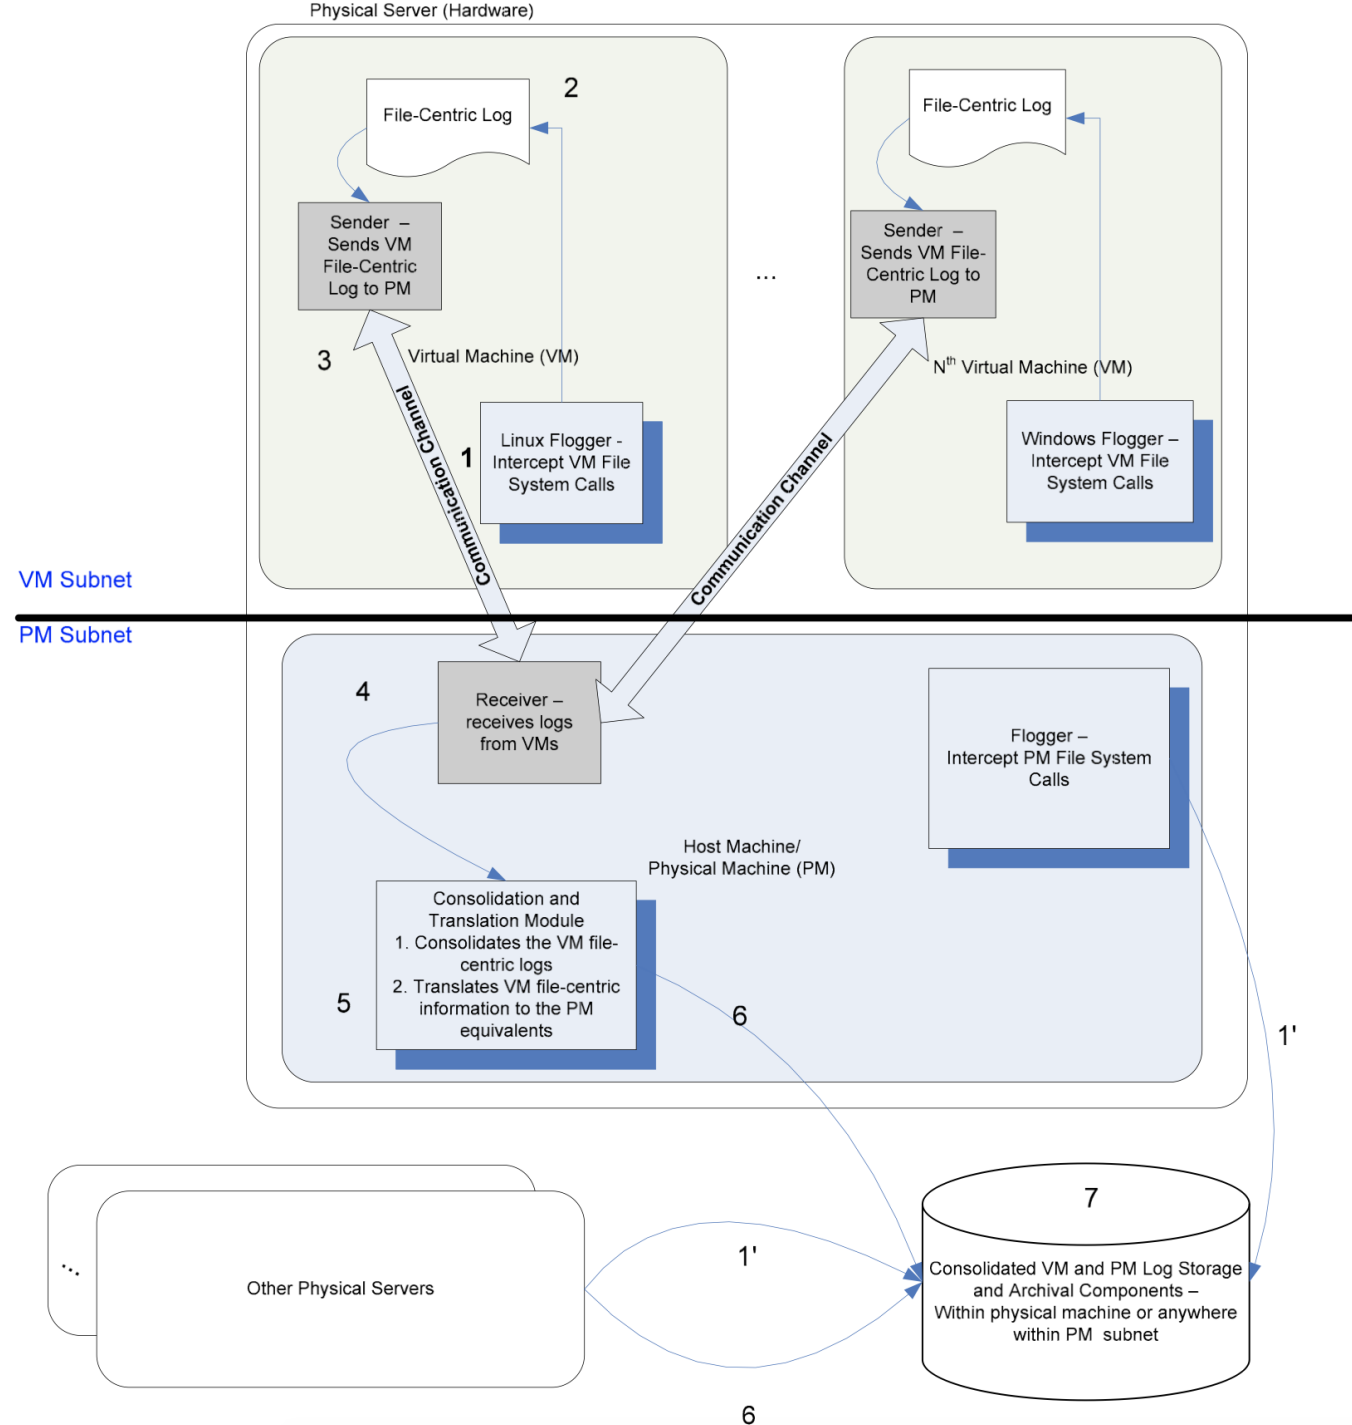 Physical Server (Hardware)
File-Centric Log
2
Sender –
Sends VM
File-Centric
Log to PM
3
Virtual Machine (VM)
Communication Channel
1
Linux Flogger -
Intercept VM File
System Calls
...
File-Centric Log
Sender –
Sends VM File-
Centric Log to
PM
Nth Virtual Machine (VM)
Communication Channel
Windows Flogger –
Intercept VM File
System Calls
VM Subnet
PM Subnet
4
Receiver –
receives logs
from VMs
Flogger –
Intercept PM File System
Calls
Host Machine/
Physical Machine (PM)
Consolidation and
Translation Module
1. Consolidates the VM file-
centric logs
2. Translates VM file-centric
information to the PM
equivalents
5
6
1'
...
Other Physical Servers
1'
6
7
Consolidated VM and PM Log Storage
and Archival Components –
Within physical machine or anywhere
within PM subnet